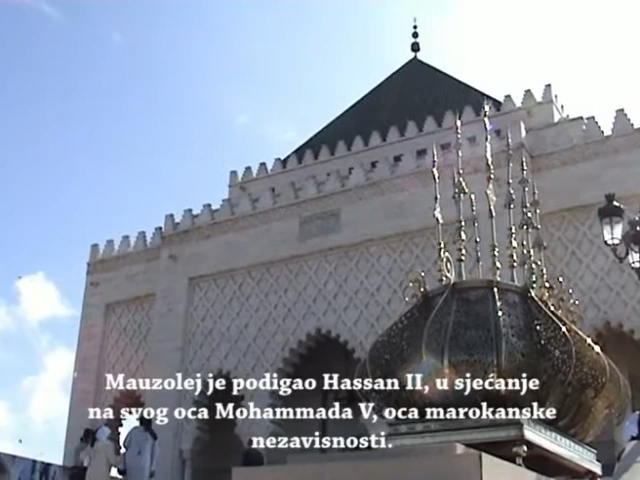 Mauzolej je podigao Hassan II, u sjećanje
na svog oca Mohammada V, oca marokanske
nezavisnosti.